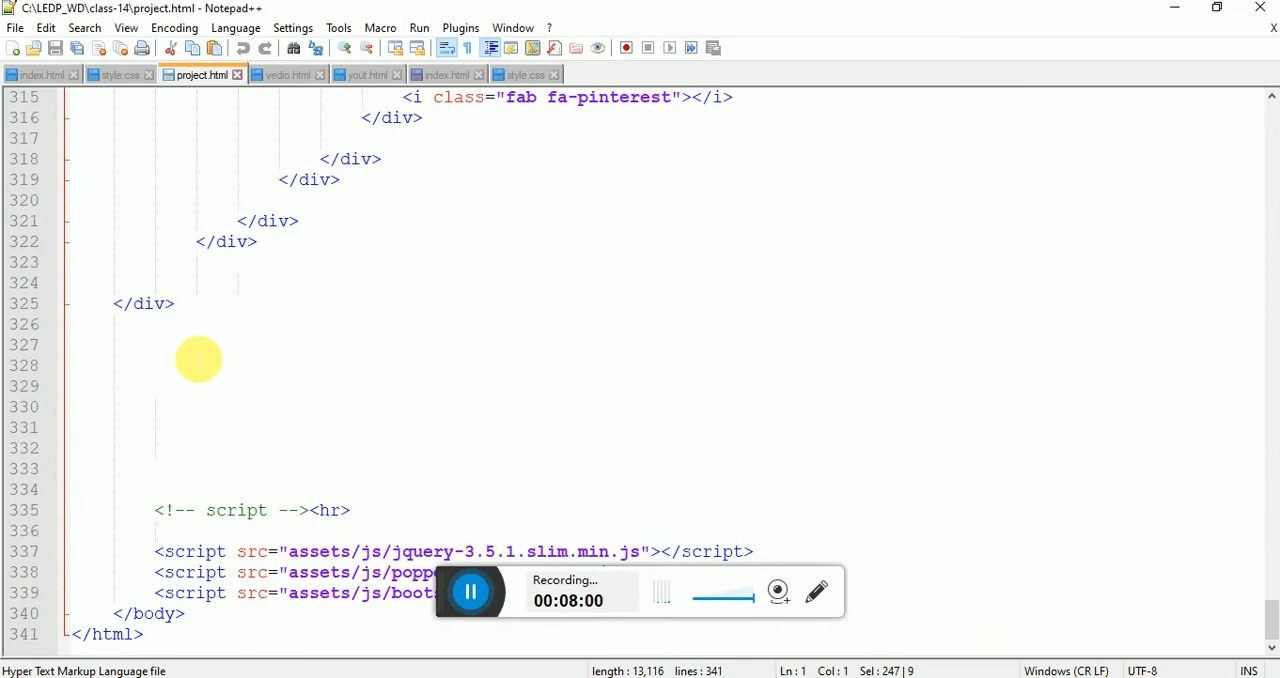 C:\LEDP_WD\class-14\project.html - Notepad++
File Edit Search View Encoding Language Settings Tools Macro Run Plugins Window ? X
index.html style.css project.html vedio.html yout.html index.html style.css
315 <i class="fab fa-pinterest"></i>
316 </div>
317
318 </div>
319 </div>
320
321 </div>
322 </div>
323
324
325 </div>
326
327
328
329
330
331
332
333
334
335 <!-- script --><hr>
336
337 <script src="assets/js/jquery-3.5.1.slim.min.js"></script>
338 <script src="assets/js/popp
339 <script src="assets/js/boots
340 </body>
341 </html>
Recording...
00:08:00
Hyper Text Markup Language file length : 13,116 lines : 341 Ln : 1 Col : 1 Sel : 247 | 9 Windows (CR LF) UTF-8 INS